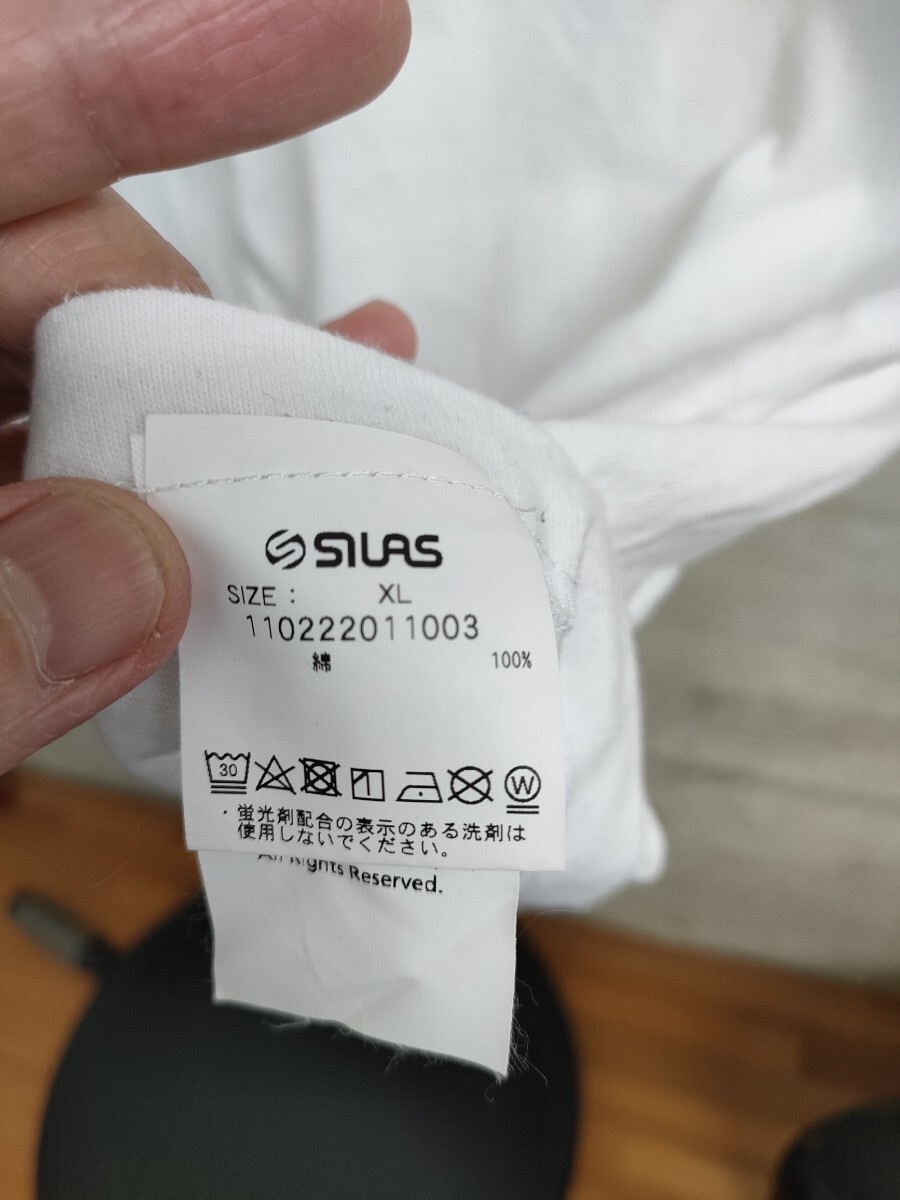 SILAS
SIZE : XL
110222011003
綿 100%
30
W
・蛍光剤配合の表示のある洗剤は
使用しないでください。
All Rights Reserved.